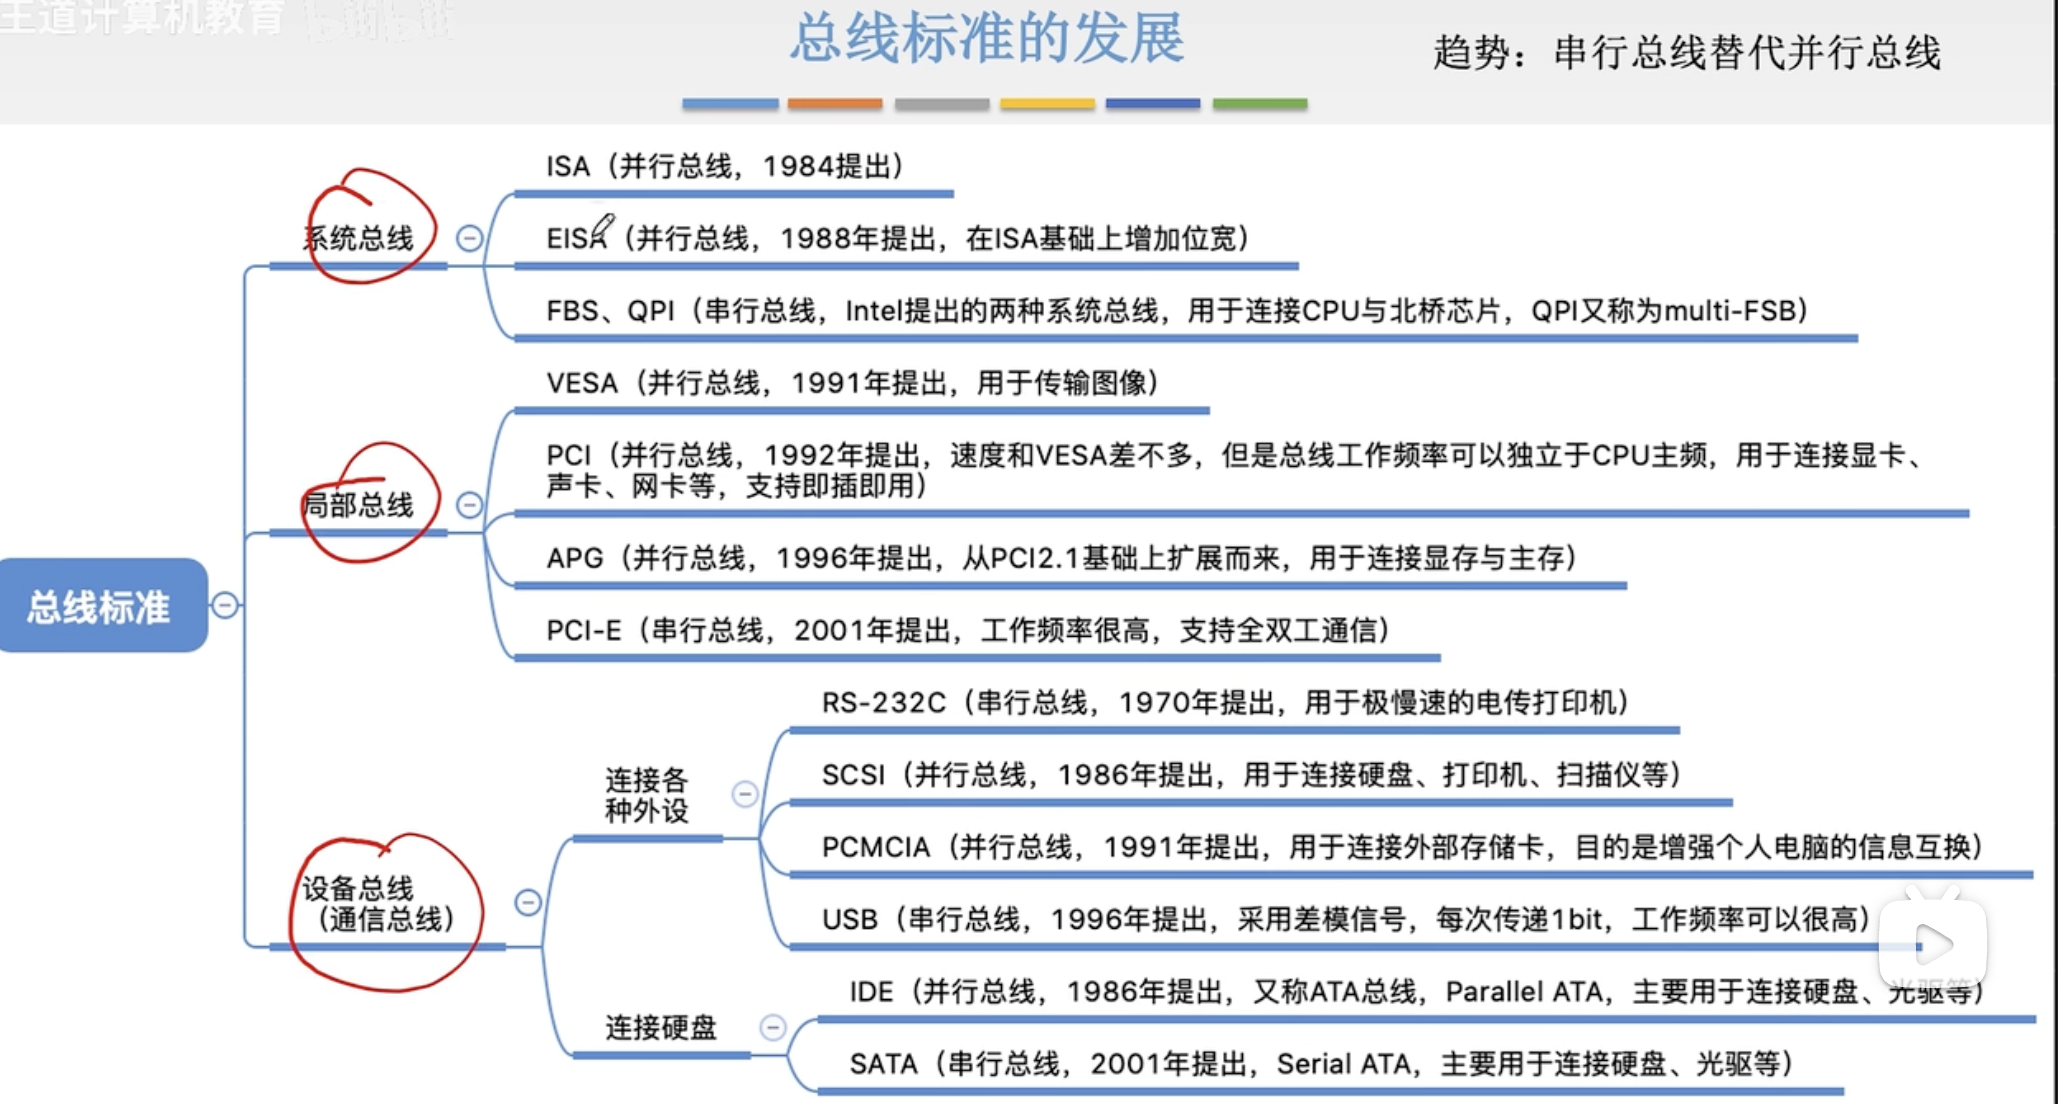 王道计算机教育 bilibili
总线标准的发展
趋势：串行总线替代并行总线
总线标准
系统总线
ISA（并行总线，1984提出）
EISA（并行总线，1988年提出，在ISA基础上增加位宽）
FBS、QPI（串行总线，Intel提出的两种系统总线，用于连接CPU与北桥芯片，QPI又称为multi-FSB）
局部总线
VESA（并行总线，1991年提出，用于传输图像）
PCI（并行总线，1992年提出，速度和VESA差不多，但是总线工作频率可以独立于CPU主频，用于连接显卡、
声卡、网卡等，支持即插即用）
APG（并行总线，1996年提出，从PCI2.1基础上扩展而来，用于连接显存与主存）
PCI-E（串行总线，2001年提出，工作频率很高，支持全双工通信）
设备总线
（通信总线）
连接各
种外设
RS-232C（串行总线，1970年提出，用于极慢速的电传打印机）
SCSI（并行总线，1986年提出，用于连接硬盘、打印机、扫描仪等）
PCMCIA（并行总线，1991年提出，用于连接外部存储卡，目的是增强个人电脑的信息互换）
USB（串行总线，1996年提出，采用差模信号，每次传递1bit，工作频率可以很高）
连接硬盘
IDE（并行总线，1986年提出，又称ATA总线，Parallel ATA，主要用于连接硬盘、光驱等）
SATA（串行总线，2001年提出，Serial ATA，主要用于连接硬盘、光驱等）